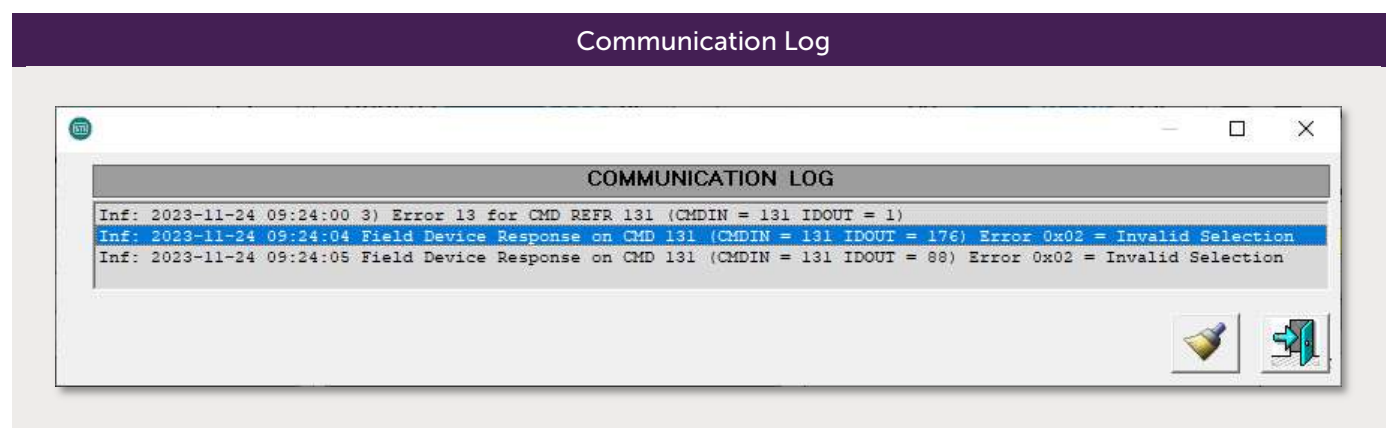 Communication Log
STS
COMMUNICATION LOG
Inf: 2023-11-24 09:24:00 3) Error 13 for CMD REFR 131 (CMDIN = 131 IDOUT = 1)
Inf: 2023-11-24 09:24:04 Field Device Response on CMD 131 (CMDIN = 131 IDOUT = 176) Error 0x02 = Invalid Selection
Inf: 2023-11-24 09:24:05 Field Device Response on CMD 131 (CMDIN = 131 IDOUT = 88) Error 0x02 = Invalid Selection